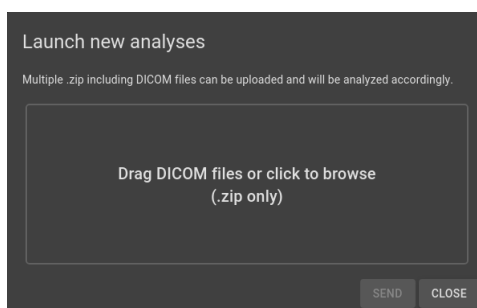 Launch new analyses
Multiple .zip including DICOM files can be uploaded and will be analyzed accordingly.
Drag DICOM files or click to browse
(.zip only)
SEND CLOSE